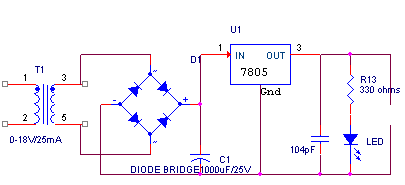 U1
D1
1
IN
OUT
3
7805
Gnd
T1
1
3
2
5
0-18V/25mA
-
+
~
~
DIODE BRIDGE
C1
1000uF/25V
104pF
R13
330 ohms
LED